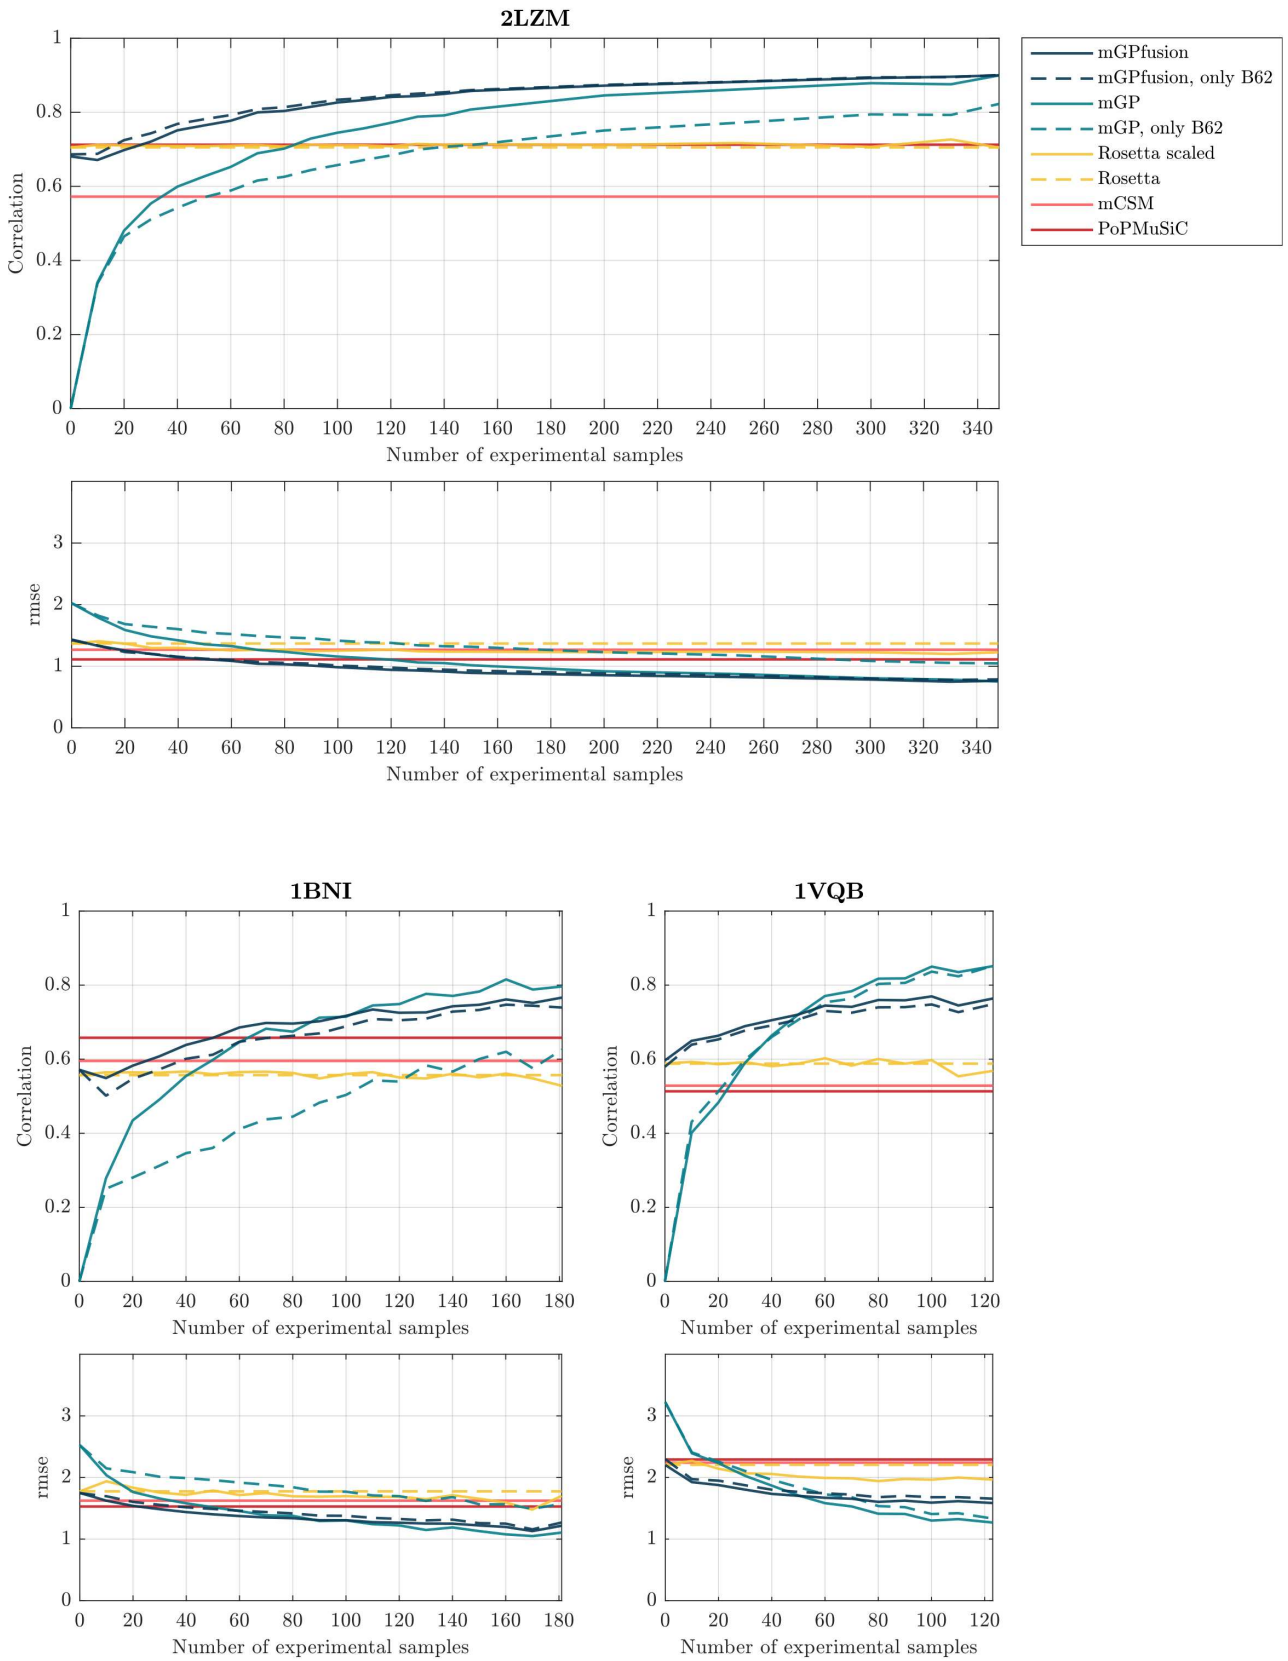 2LZM
1
0.8
0.6
0.4
0.2
0
Correlation
0 20 40 60 80 100 120 140 160 180 200 220 240 260 280 300 320 340
Number of experimental samples
mGPfusion
mGPfusion, only B62
mGP
mGP, only B62
Rosetta scaled
Rosetta
mCSM
PoPMuSiC
3
2
1
0
rmse
0 20 40 60 80 100 120 140 160 180 200 220 240 260 280 300 320 340
Number of experimental samples
1BNI
1
0.8
0.6
0.4
0.2
0
Correlation
0 20 40 60 80 100 120 140 160 180
Number of experimental samples
1VQB
1
0.8
0.6
0.4
0.2
0
Correlation
0 20 40 60 80 100 120
Number of experimental samples
3
2
1
0
rmse
0 20 40 60 80 100 120 140 160 180
Number of experimental samples
3
2
1
0
rmse
0 20 40 60 80 100 120
Number of experimental samples